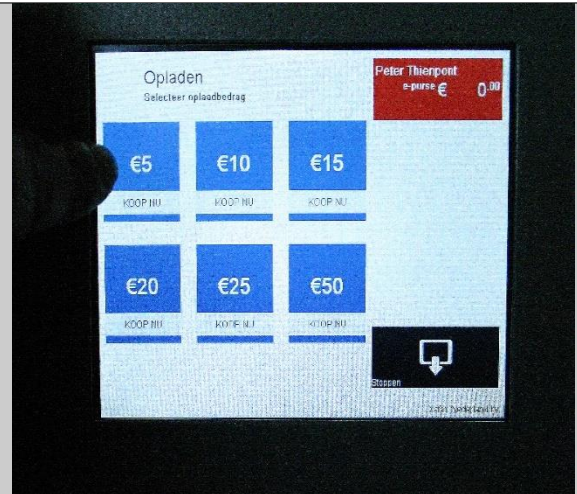 Opladen
Selecteer oplaadbedrag
Peter Thienpont
e-purse € 0.00
€5
€10
€15
KOOP NU
KOOP NU
KOOP NU
€20
€25
€50
KOOP NU
KOOP NU
KOOP NU
Stoppen
Nederland